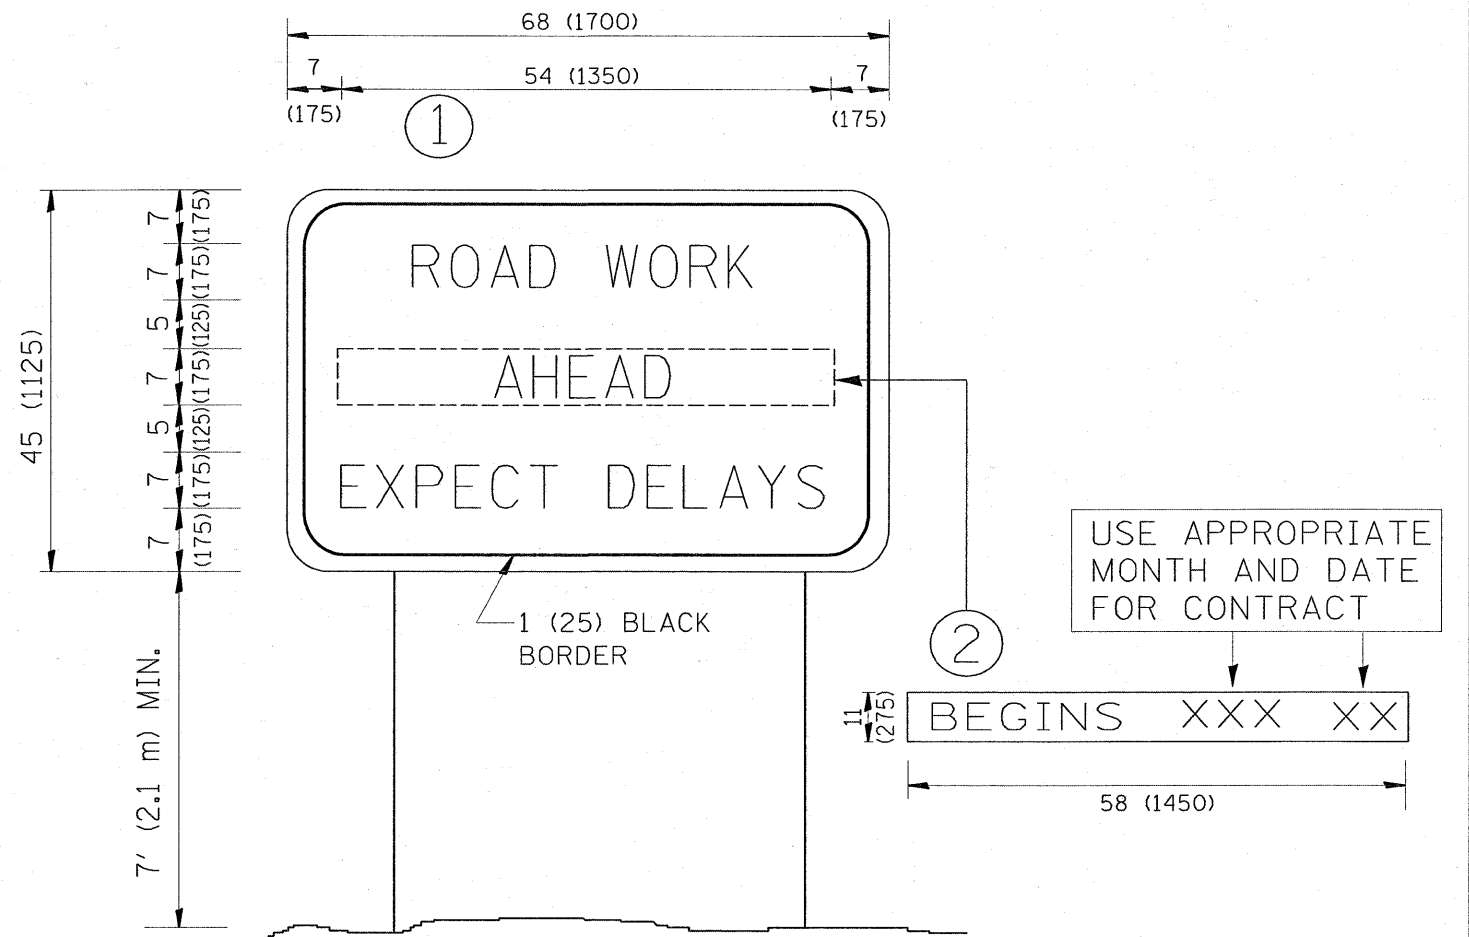 68 (1700)
7
54 (1350)
7
(175)
(175)
1
45 (1125)
7
(175)
7
(175)
5
(125)
7
(175)
5
(125)
7
(175)
7
(175)
ROAD WORK
AHEAD
EXPECT DELAYS
1 (25) BLACK
BORDER
7' (2.1 m) MIN.
2
USE APPROPRIATE
MONTH AND DATE
FOR CONTRACT
11
(275)
BEGINS XXX XX
58 (1450)